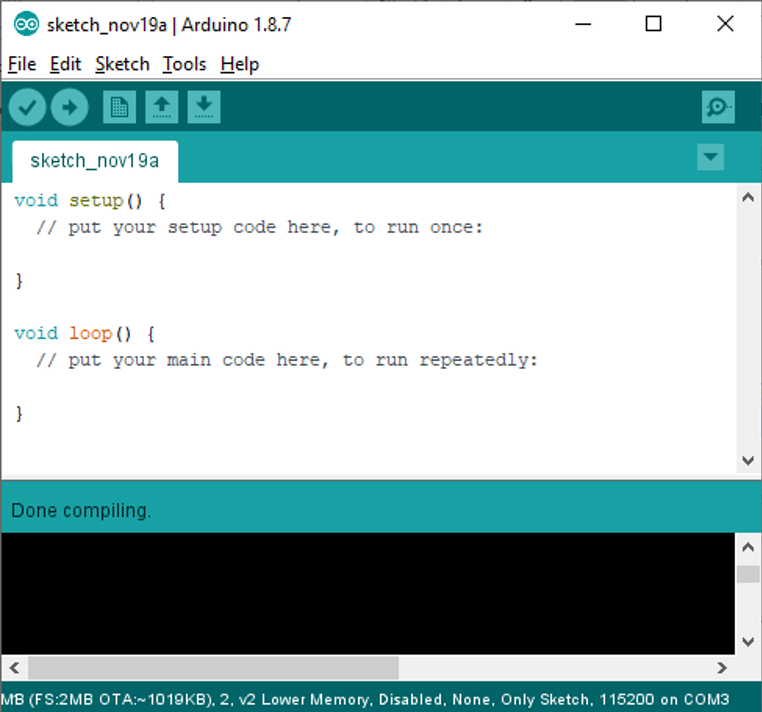 sketch_nov19a | Arduino 1.8.7
File Edit Sketch Tools Help
sketch_nov19a
void setup() {
  // put your setup code here, to run once:
}
void loop() {
  // put your main code here, to run repeatedly:
}
Done compiling.
MB (FS:2MB OTA:~1019KB), 2, v2 Lower Memory, Disabled, None, Only Sketch, 115200 on COM3